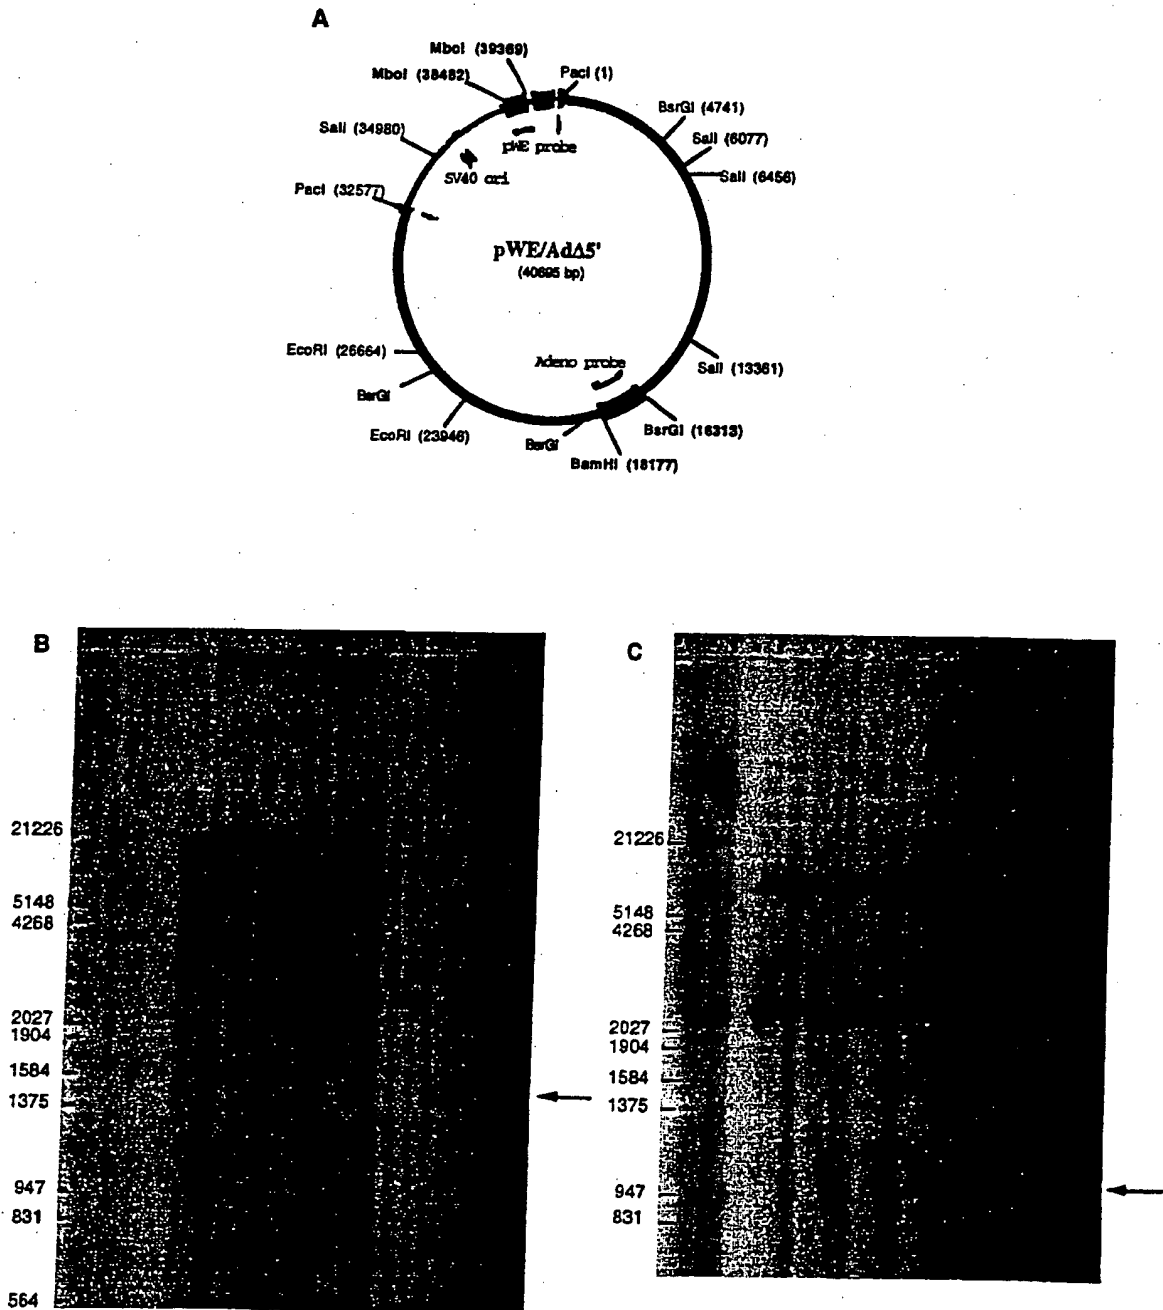 A
MboI (39369)
MboI (38482)
PacI (1)
BsrGI (4741)
SalI (34980)
SalI (6077)
pWE probe
SV40 ori
SalI (6456)
PacI (32577)
pWE/AdΔ5'
(40695 bp)
EcoRI (26664)
Adeno probe
SalI (13361)
BsrGI
BsrGI (16313)
EcoRI (23946)
BsrGI
BamHI (18177)
B
C
21226
5148
4268
2027
1904
1584
1375
947
831
564
21226
5148
4268
2027
1904
1584
1375
947
831